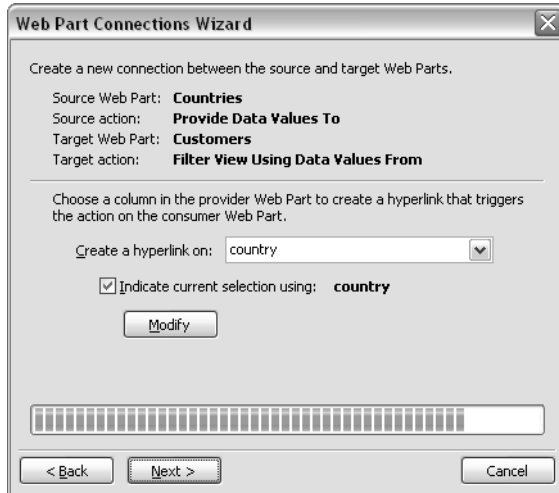 Web Part Connections Wizard
Create a new connection between the source and target Web Parts.
Source Web Part: Countries
Source action: Provide Data Values To
Target Web Part: Customers
Target action: Filter View Using Data Values From
Choose a column in the provider Web Part to create a hyperlink that triggers
the action on the consumer Web Part.
Create a hyperlink on: country
Indicate current selection using: country
Modify
< Back Next > Cancel